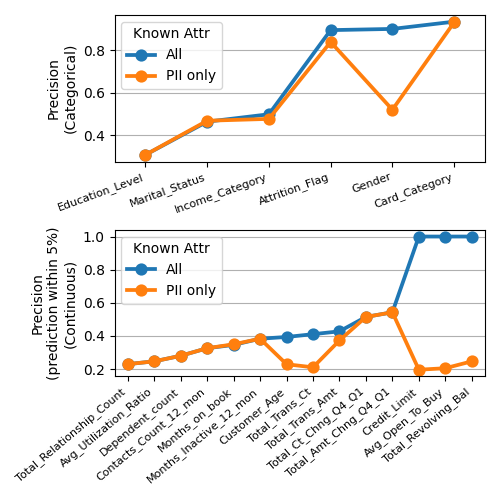 Precision
(Categorical)
0.8
0.6
0.4
Known Attr
All
PII only
Education_Level
Marital_Status
Income_Category
Attrition_Flag
Gender
Card_Category
Precision
(prediction within 5%)
(Continuous)
1.0
0.8
0.6
0.4
0.2
Known Attr
All
PII only
Total_Relationship_Count
Avg_Utilization_Ratio
Dependent_count
Contacts_Count_12_mon
Months_on_book
Months_Inactive_12_mon
Customer_Age
Total_Trans_Ct
Total_Trans_Amt
Total_Ct_Chng_Q4_Q1
Total_Amt_Chng_Q4_Q1
Credit_Limit
Avg_Open_To_Buy
Total_Revolving_Bal